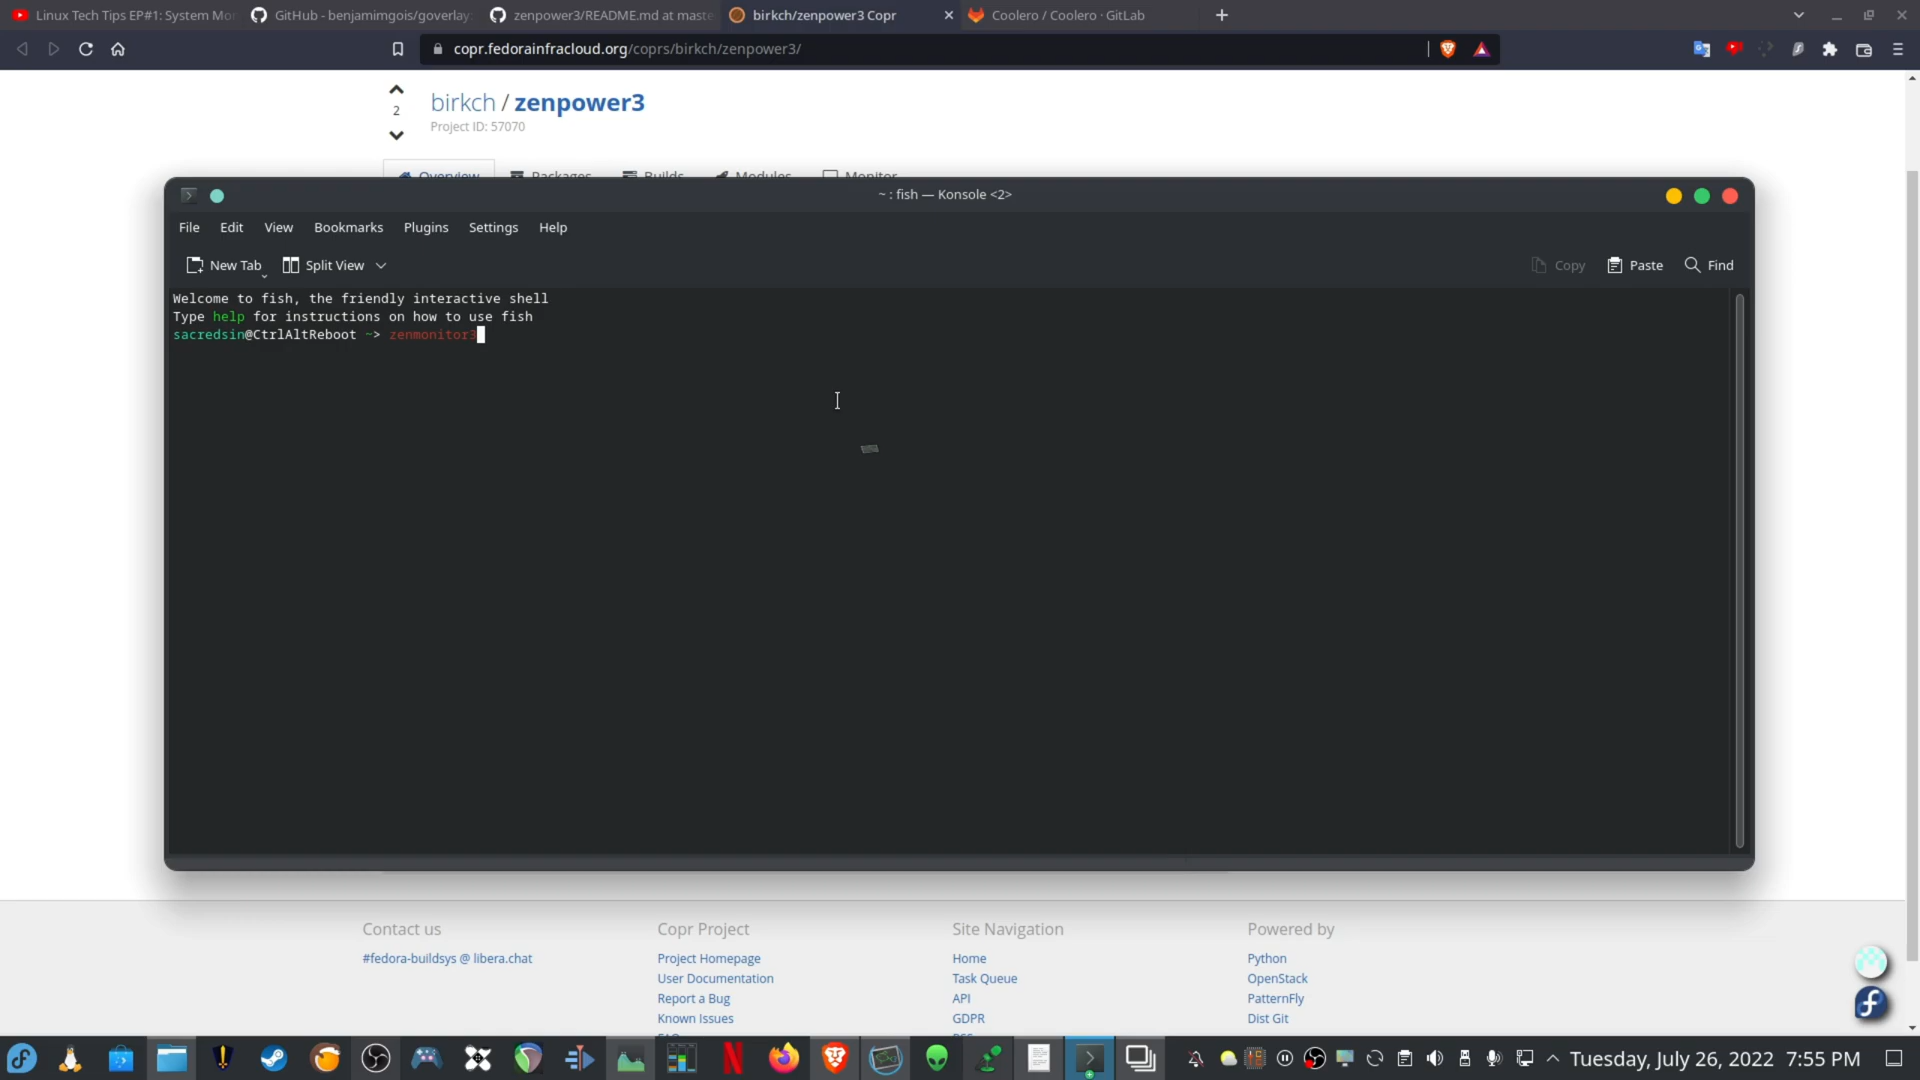 Linux Tech Tips EP#1: System Mo
GitHub - benjamimgois/goverlay
zenpower3/README.md at maste
birkch/zenpower3 Copr
Coolero / Coolero · GitLab
copr.fedorainfracloud.org/coprs/birkch/zenpower3/
2
birkch / zenpower3
Project ID: 57070
Overview
Packages
Builds
Modules
Monitor
~ : fish — Konsole <2>
File Edit View Bookmarks Plugins Settings Help
New Tab Split View Copy Paste Find
Welcome to fish, the friendly interactive shell
Type help for instructions on how to use fish
sacredsin@CtrlAltReboot ~> zenmonitor3
Contact us
#fedora-buildsys @ libera.chat
Copr Project
Project Homepage
User Documentation
Report a Bug
Known Issues
Site Navigation
Home
Task Queue
API
GDPR
Powered by
Python
OpenStack
PatternFly
Dist Git
Tuesday, July 26, 2022 7:55 PM